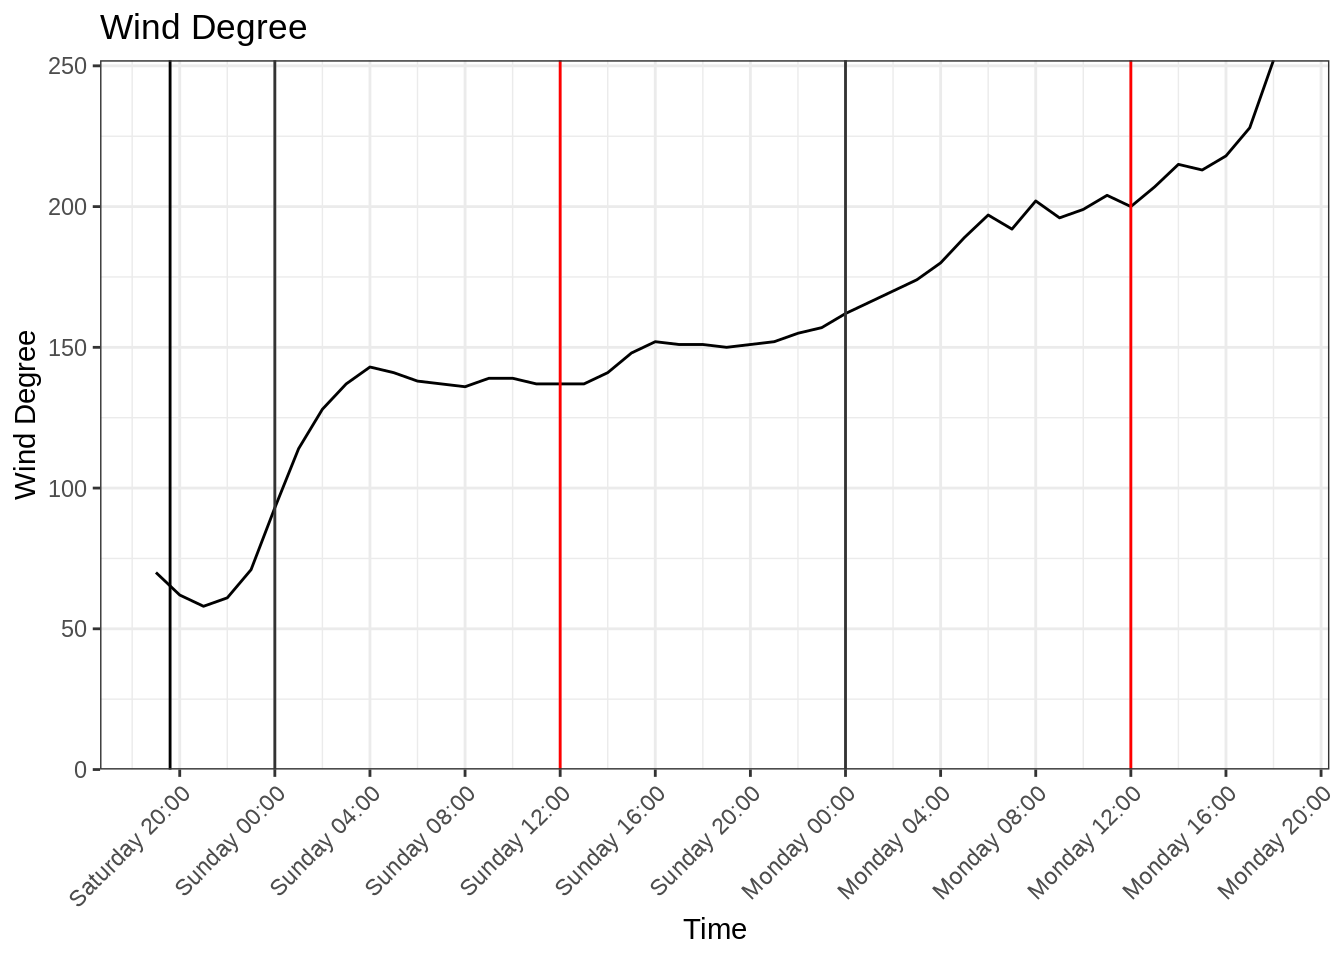 Wind Degree
250
200
150
100
50
0
Wind Degree
Saturday 20:00
Sunday 00:00
Sunday 04:00
Sunday 08:00
Sunday 12:00
Sunday 16:00
Sunday 20:00
Monday 00:00
Monday 04:00
Monday 08:00
Monday 12:00
Monday 16:00
Monday 20:00
Time